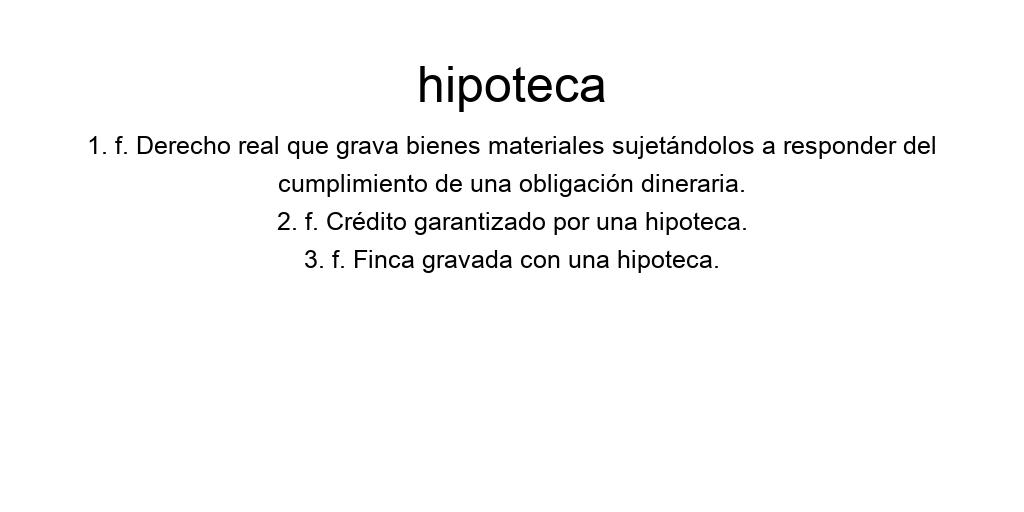 hipoteca
1. f. Derecho real que grava bienes materiales sujetándolos a responder del
cumplimiento de una obligación dineraria.
2. f. Crédito garantizado por una hipoteca.
3. f. Finca gravada con una hipoteca.